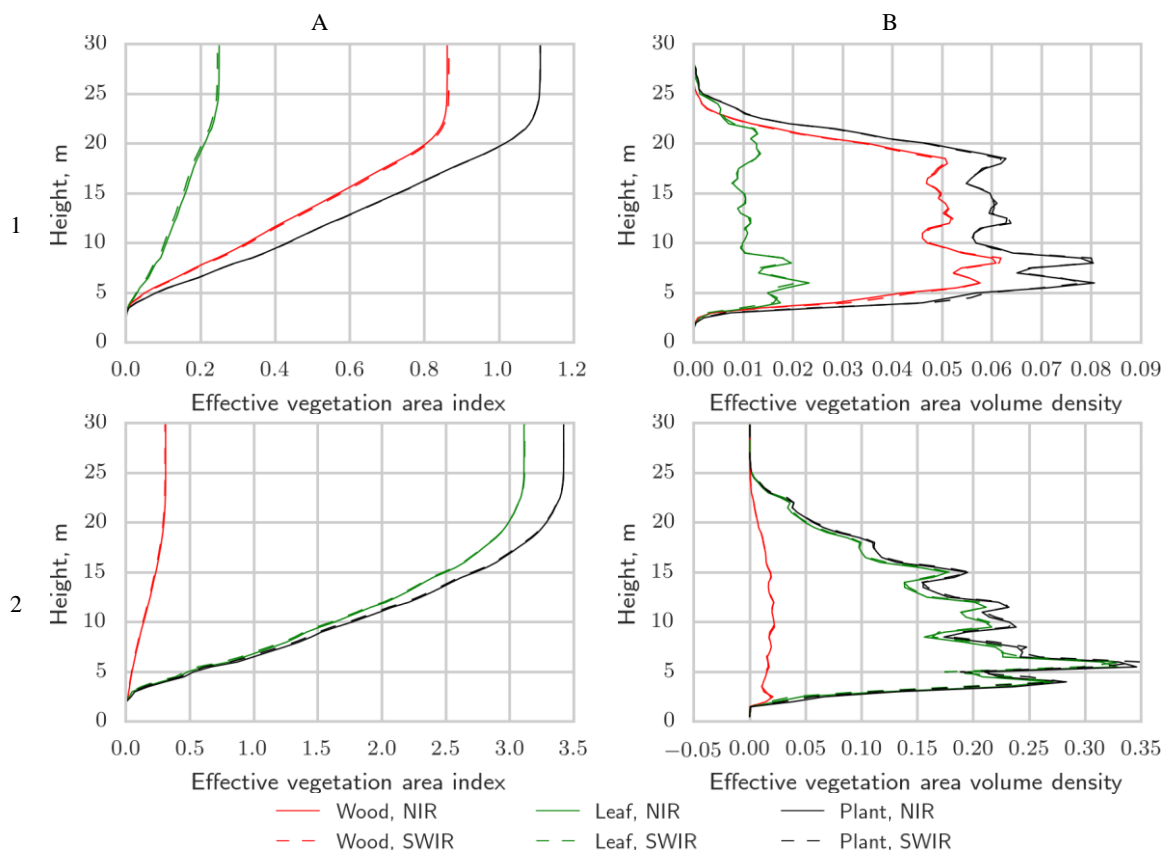 A B
30
25
20
15
10
5
0
Height, m
0.0 0.2 0.4 0.6 0.8 1.0 1.2
Effective vegetation area index
30
25
20
15
10
5
0
Height, m
0.00 0.01 0.02 0.03 0.04 0.05 0.06 0.07 0.08 0.09
Effective vegetation area volume density
1
30
25
20
15
10
5
0
Height, m
0.0 0.5 1.0 1.5 2.0 2.5 3.0 3.5
Effective vegetation area index
30
25
20
15
10
5
0
Height, m
−0.05 0.00 0.05 0.10 0.15 0.20 0.25 0.30 0.35
Effective vegetation area volume density
2
Wood, NIR Leaf, NIR Plant, NIR
Wood, SWIR Leaf, SWIR Plant, SWIR